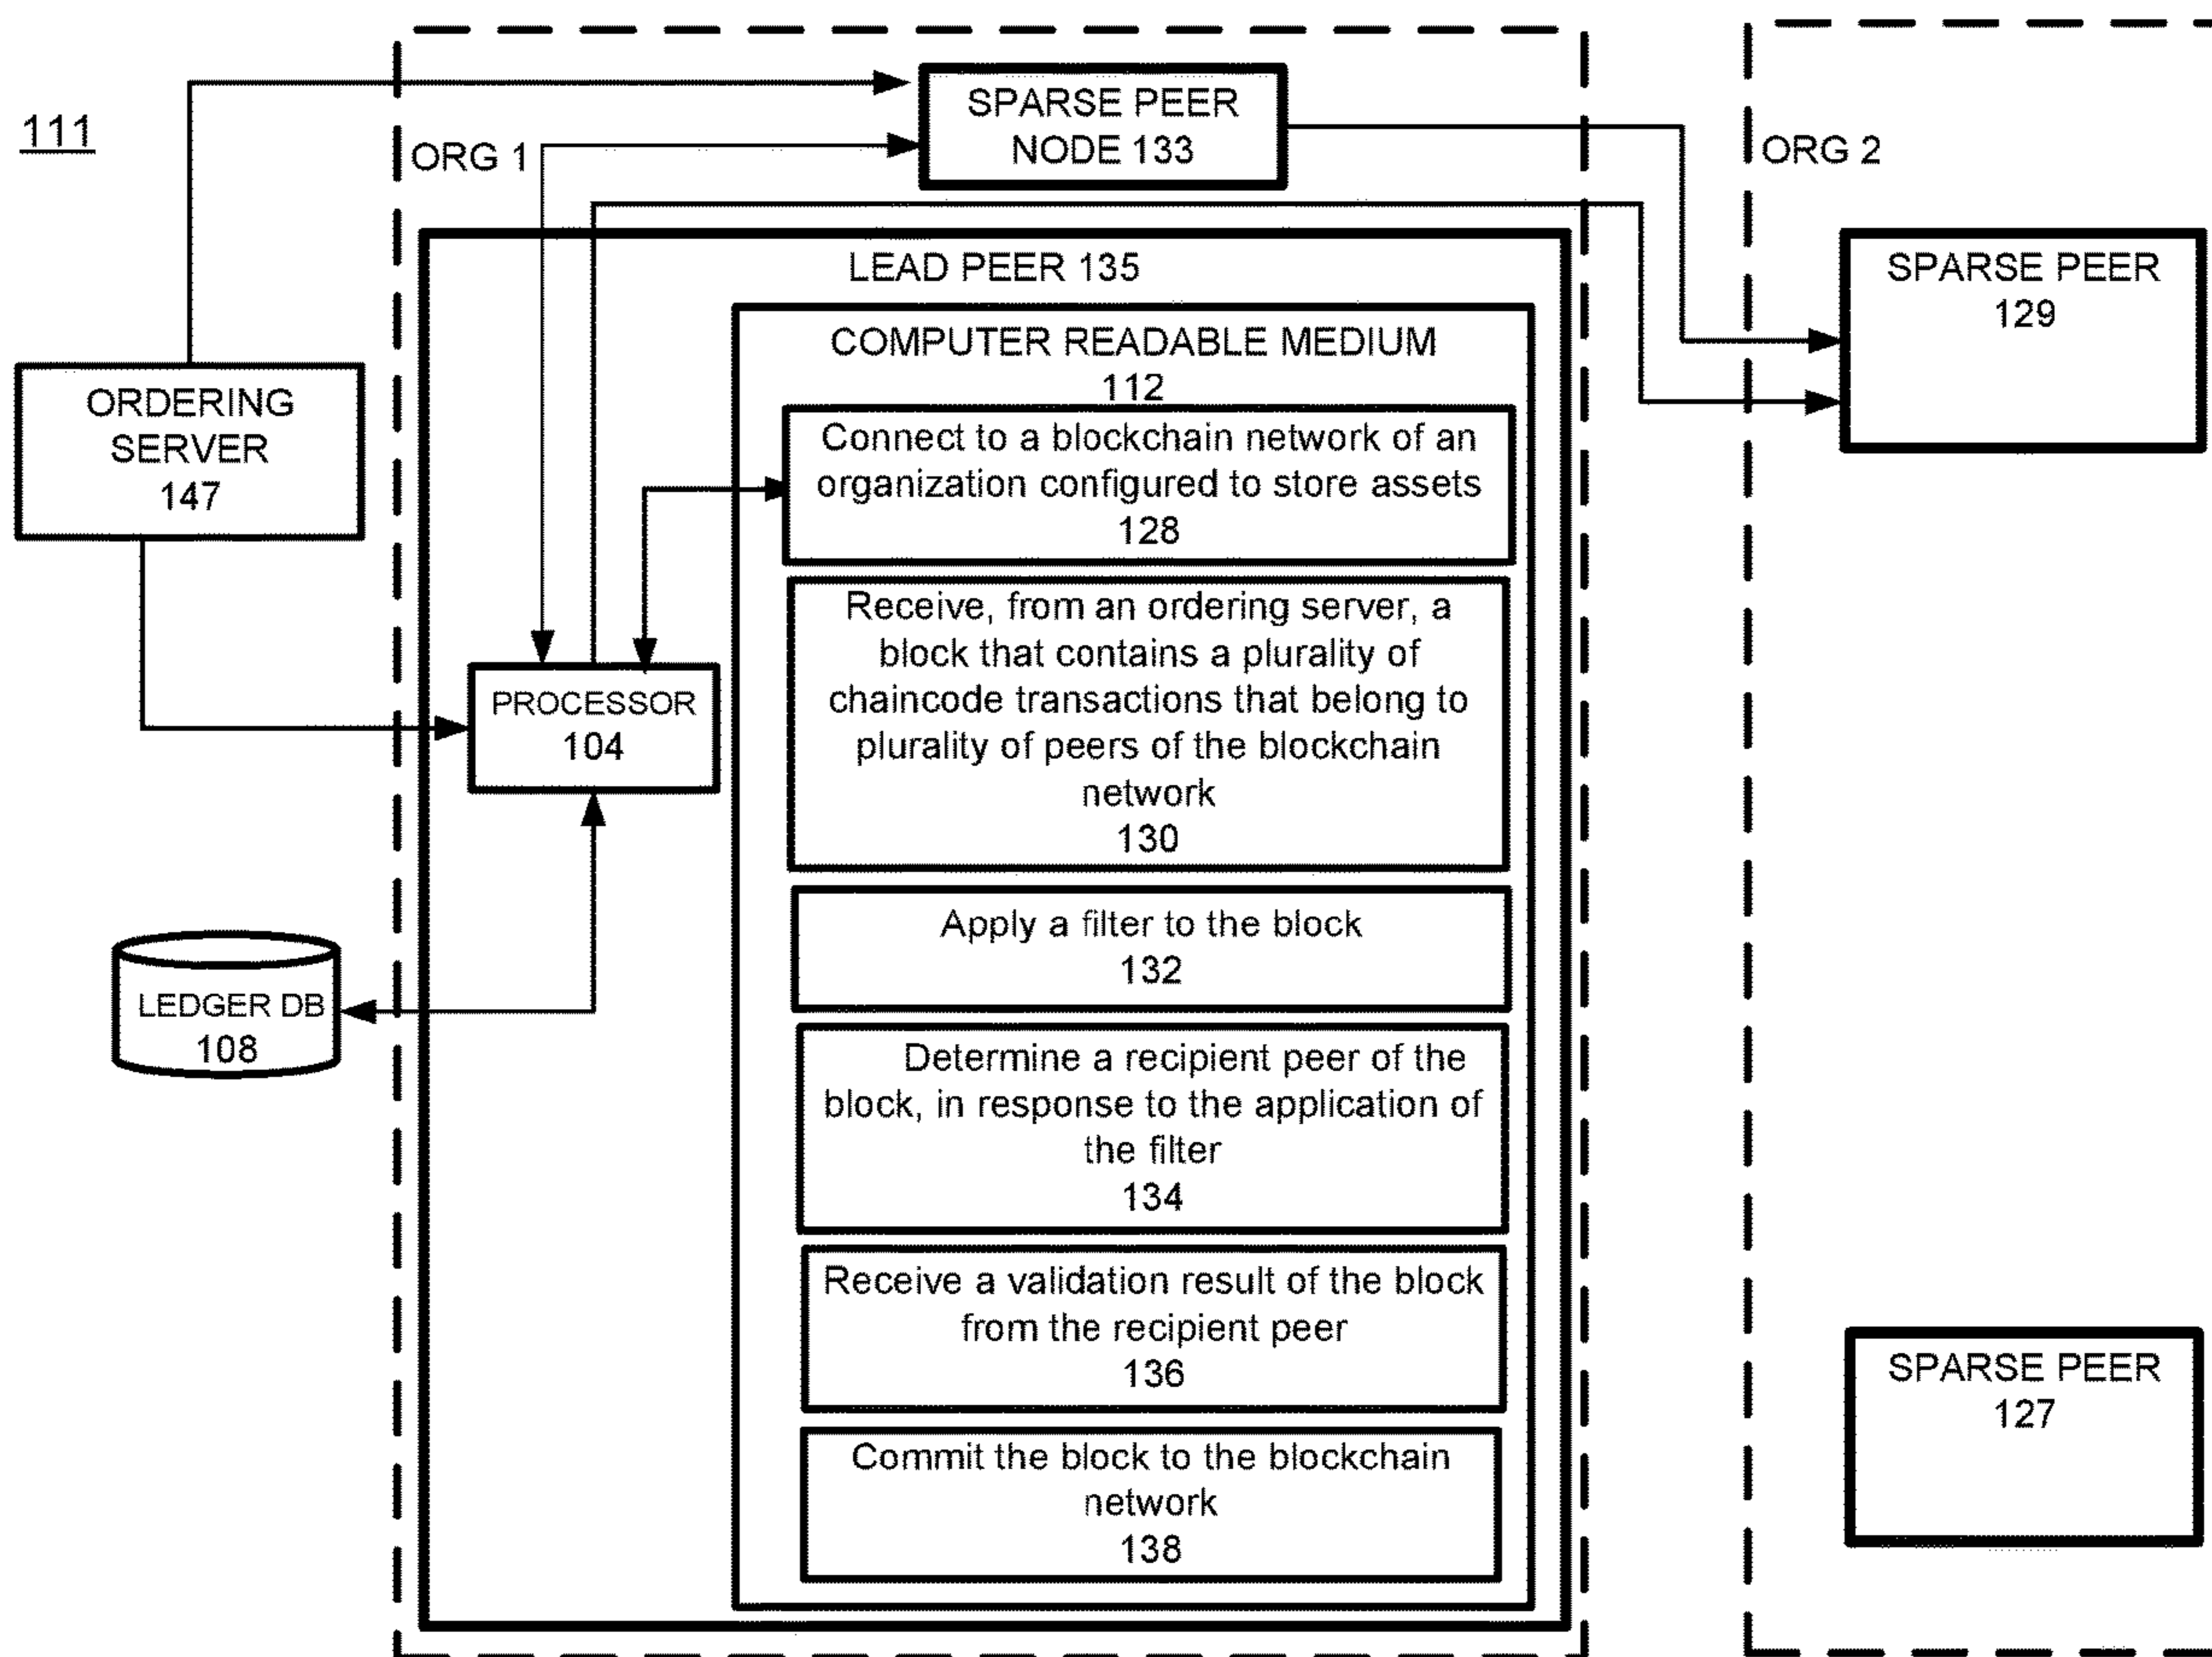 111
ORG 1
SPARSE PEER
NODE 133
ORG 2
LEAD PEER 135
SPARSE PEER
129
COMPUTER READABLE MEDIUM
112
ORDERING
SERVER
147
Connect to a blockchain network of an
organization configured to store assets
128
Receive, from an ordering server, a
block that contains a plurality of
chaincode transactions that belong to
plurality of peers of the blockchain
network
130
PROCESSOR
104
Apply a filter to the block
132
LEDGER DB
108
Determine a recipient peer of the
block, in response to the application of
the filter
134
Receive a validation result of the block
from the recipient peer
136
SPARSE PEER
127
Commit the block to the blockchain
network
138